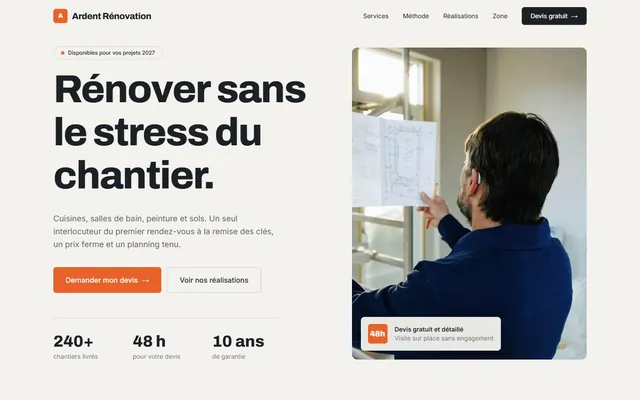 A Ardent Rénovation
Services Méthode Réalisations Zone Devis gratuit →
Disponibles pour vos projets 2027
Rénover sans
le stress du
chantier.
Cuisines, salles de bain, peinture et sols. Un seul
interlocuteur du premier rendez-vous à la remise des clés,
un prix ferme et un planning tenu.
Demander mon devis → Voir nos réalisations
240+ 48 h 10 ans
chantiers livrés pour votre devis de garantie
48h Devis gratuit et détaillé
Visite sur place sans engagement